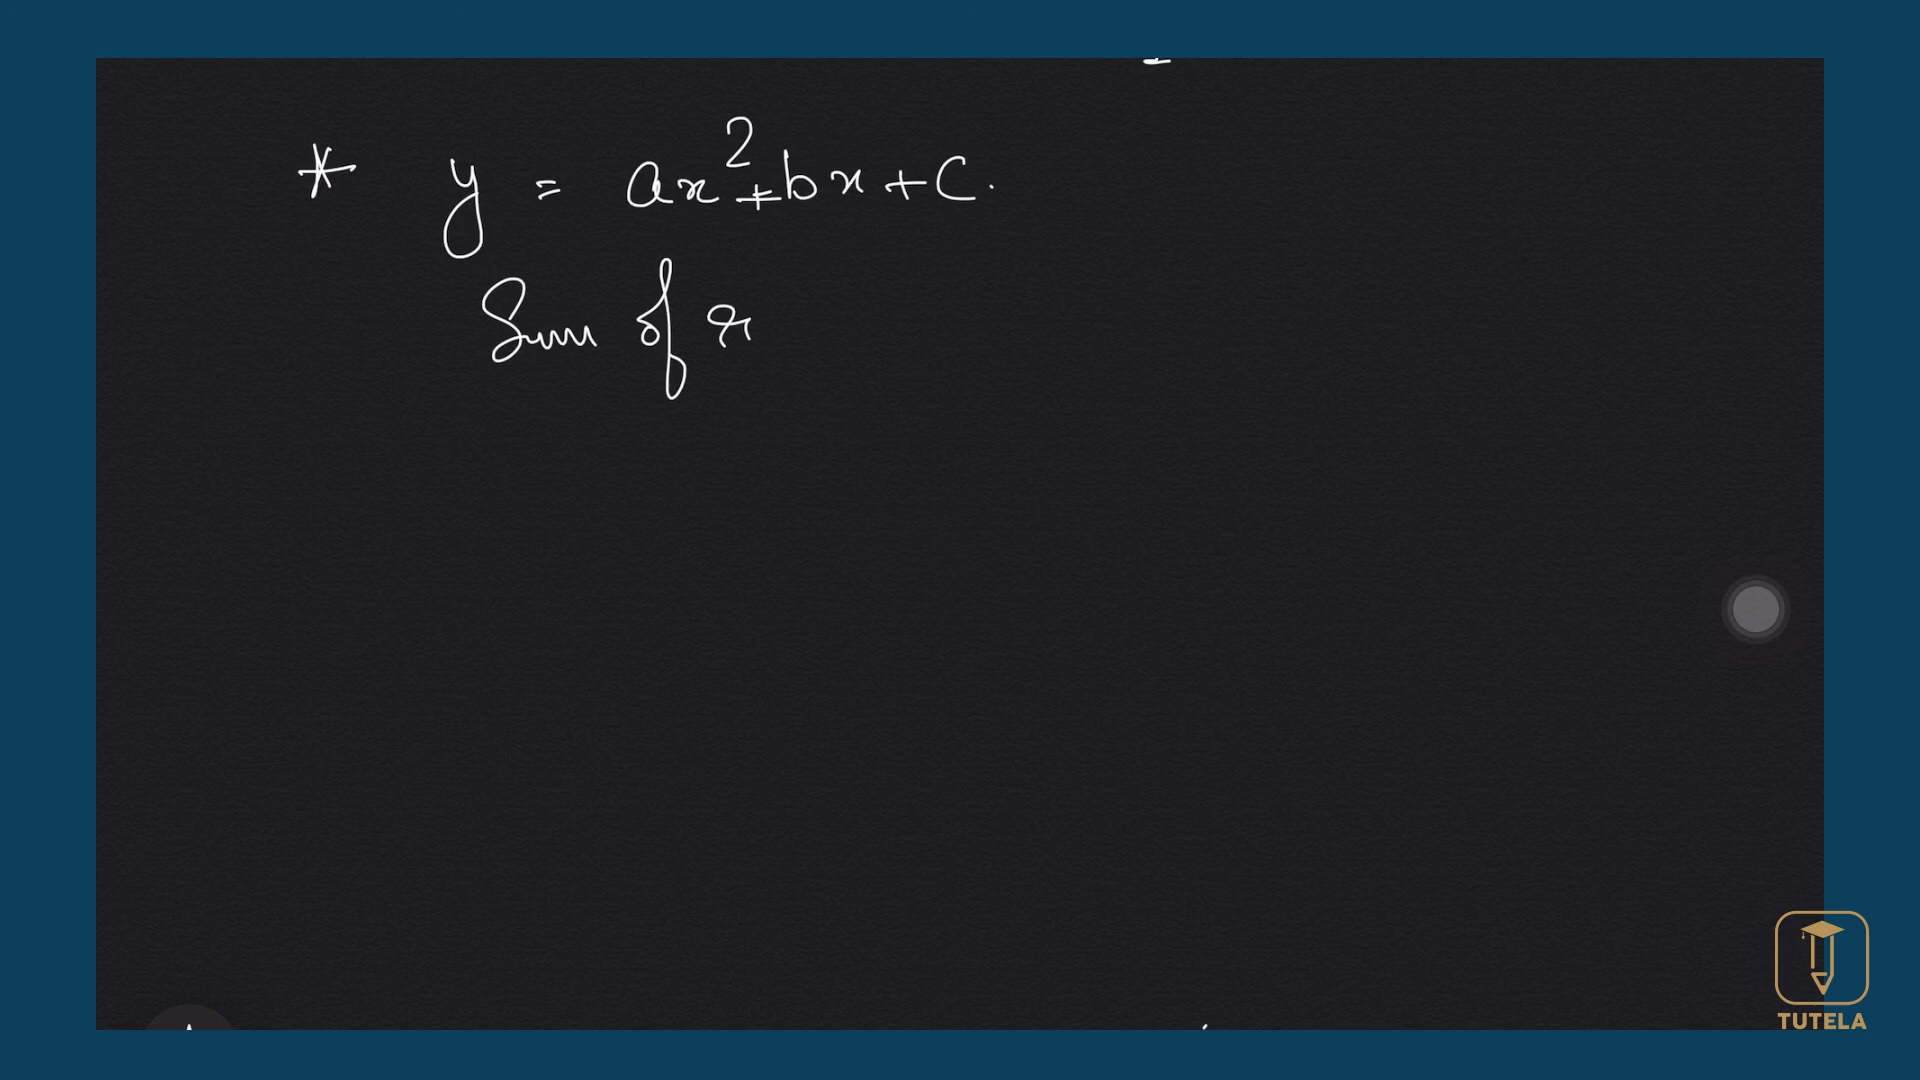 * y = ax²+bx+c.
Sum of r
TUTELA